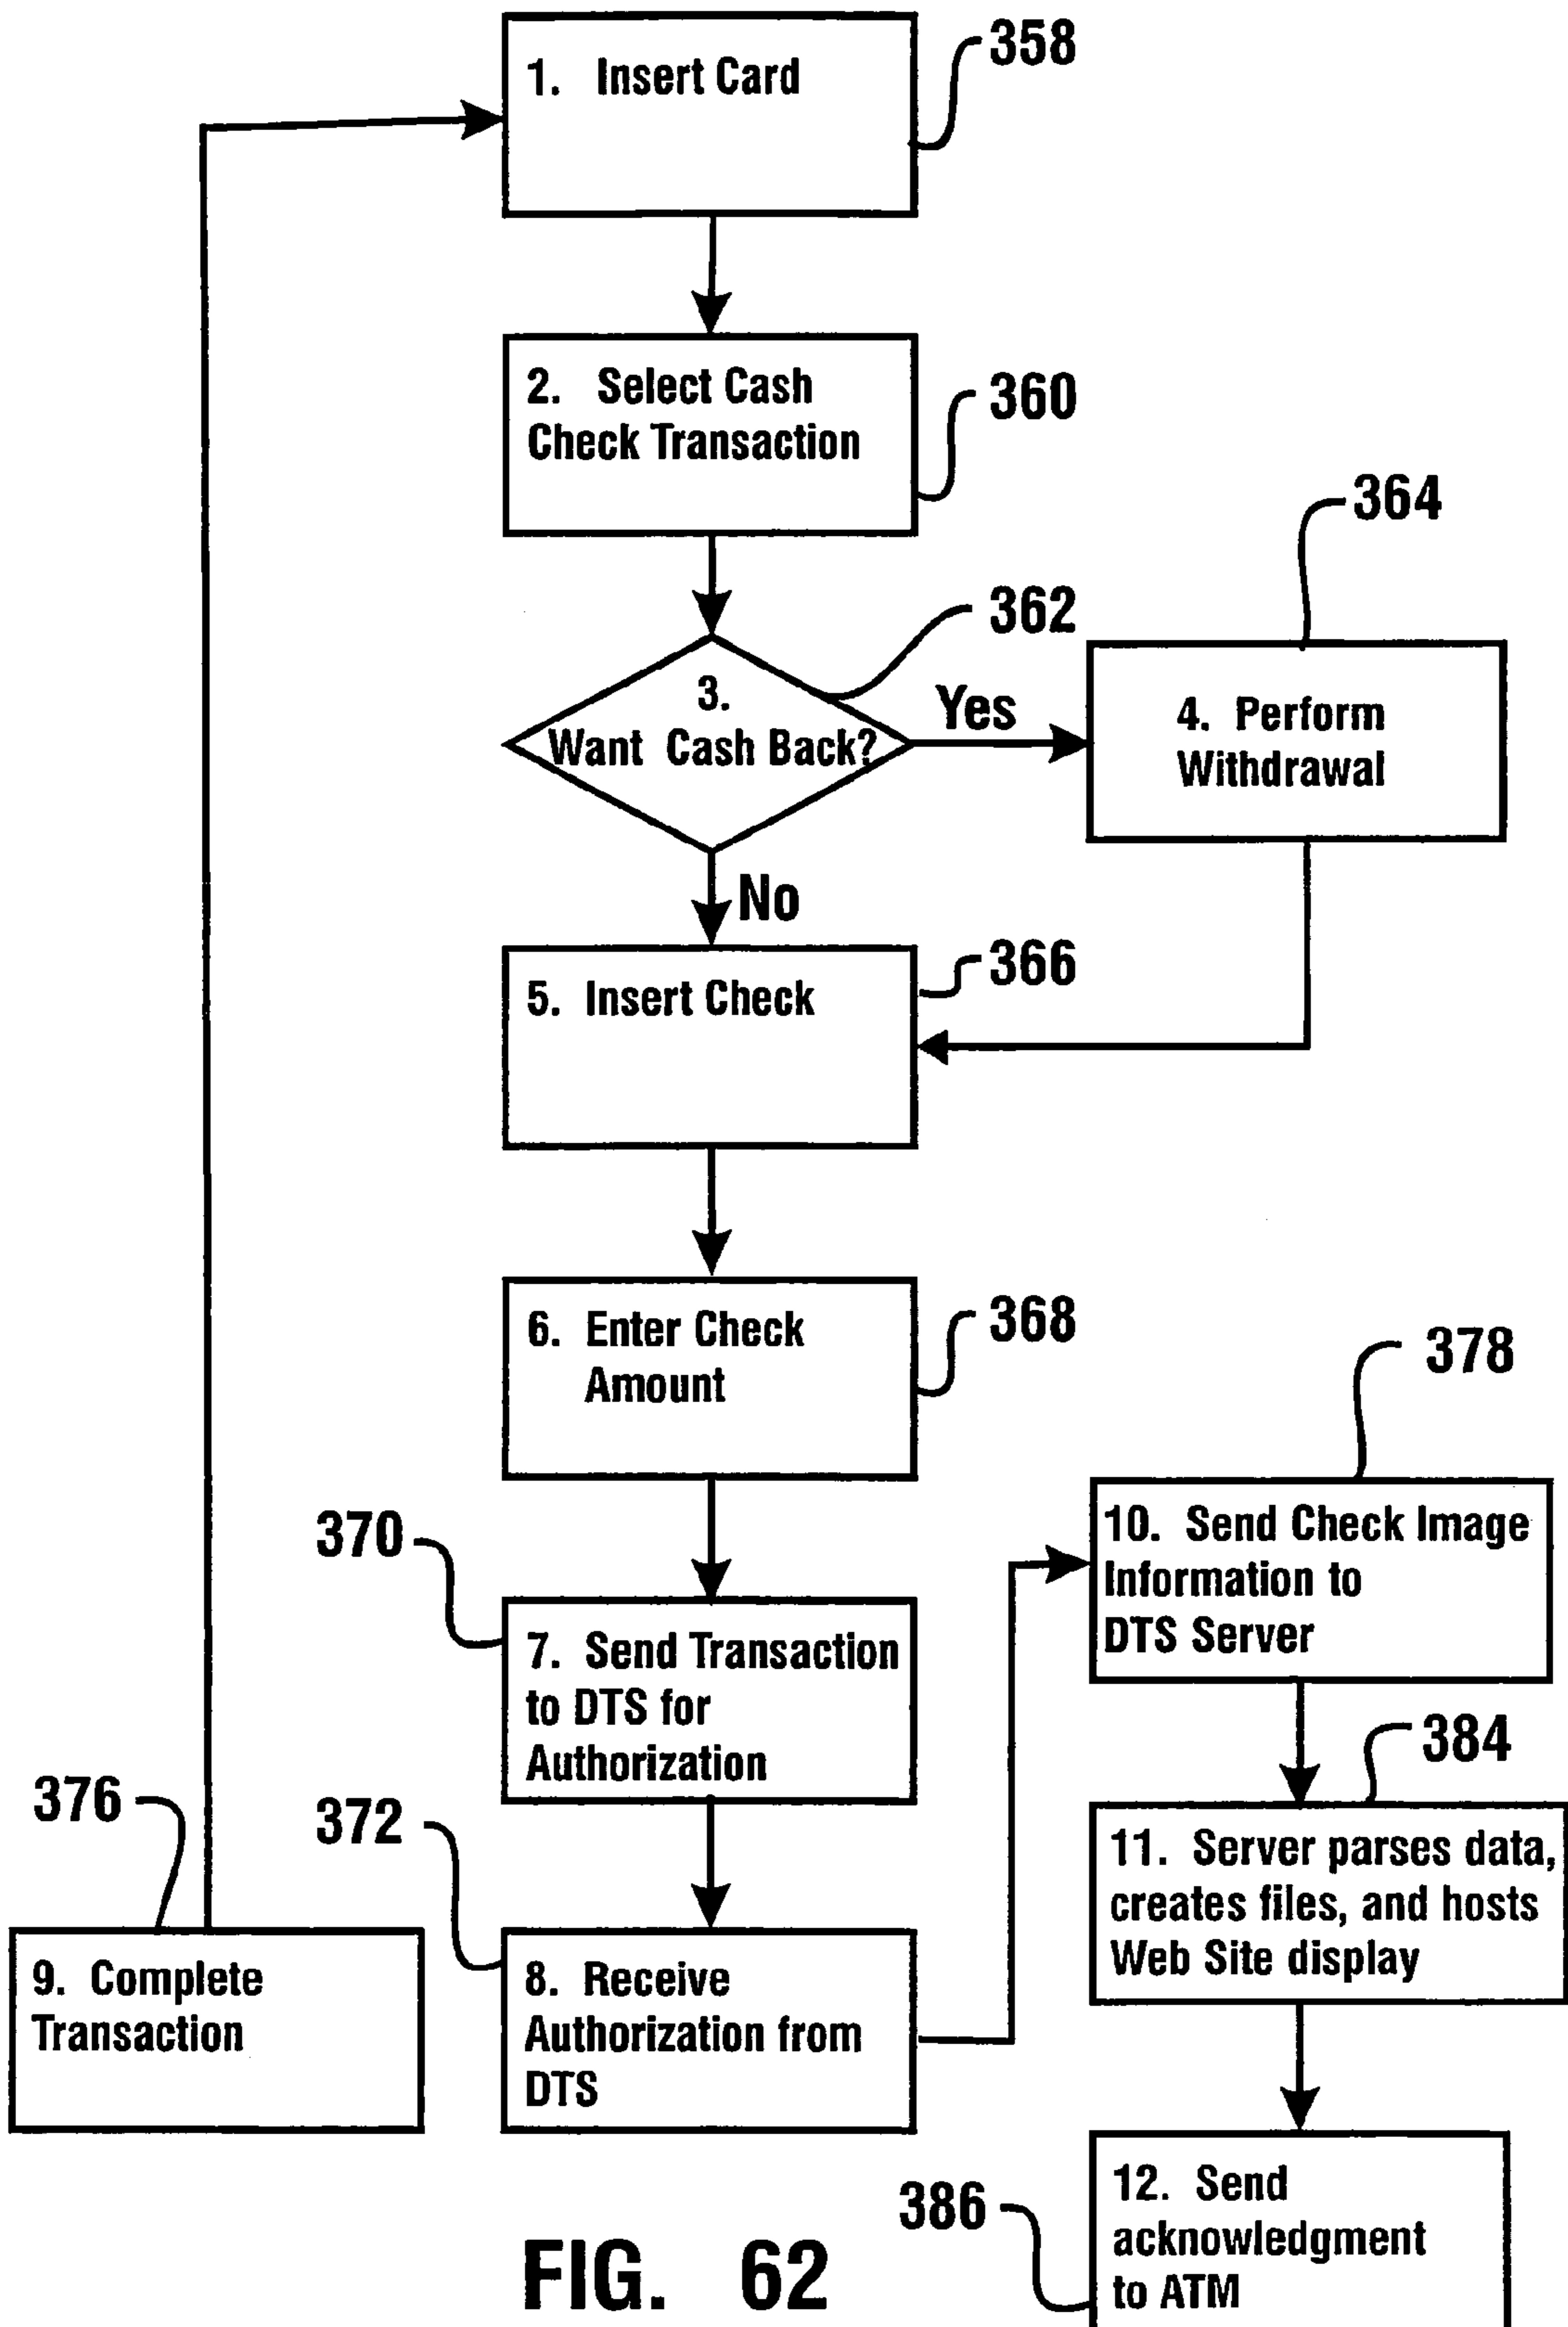 358
1. Insert Card
360
2. Select Cash
Check Transaction
364
362
3.
Want Cash Back?
Yes
4. Perform
Withdrawal
No
366
5. Insert Check
368
6. Enter Check
Amount
378
370
10. Send Check Image
Information to
DTS Server
7. Send Transaction
to DTS for
Authorization
384
376
372
11. Server parses data,
creates files, and hosts
Web Site display
9. Complete
Transaction
8. Receive
Authorization from
DTS
386
12. Send
acknowledgment
to ATM
FIG. 62